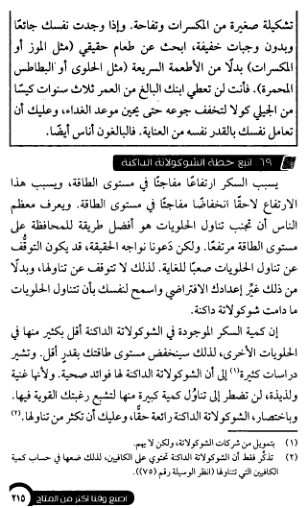 تشكيلة صغيرة من المكسرات وتفاحة. وإذا وجدت نفسك جائعًا
وبدون وجبات خفيفة، ابحث عن طعام حقيقي (مثل الموز أو
المكسرات) بدلًا من الأطعمة السريعة (مثل الحلوى أو البطاطس
المحمرة). فأنت لن تعطي ابنك البالغ من العمر ثلاث سنوات كيسًا
من الجيلي كولا لتخفف جوعه حتى يحين موعد الغداء، وعليك أن
تعامل نفسك بالقدر نفسه من العناية. فالبالغون أناس أيضًا.
٦٩. اتبع خطة الشوكولاتة الداكنة
يسبب السكر ارتفاعًا مفاجئًا في مستوى الطاقة، ويسبب هذا
الارتفاع لاحقًا انخفاضًا مفاجئًا في مستوى الطاقة. ويعرف معظم
الناس أن تجنب تناول الحلويات هو أفضل طريقة للمحافظة على
مستوى الطاقة مرتفعًا. ولكن دَعونا نواجه الحقيقة، قد يكون التوقُّف
عن تناول الحلويات صعبًا للغاية. لذلك لا تتوقف عن تناولها، وبدلًا
من ذلك غيِّر إعدادك الافتراضي واسمح لنفسك بأن تتناول الحلويات
ما دامت شوكولاتة داكنة.
إن كمية السكر الموجودة في الشوكولاتة الداكنة أقل بكثير منها في
الحلويات الأخرى، لذلك سينخفض مستوى طاقتك بقدرٍ أقل. وتشير
دراسات كثيرة(١) إلى أن الشوكولاتة الداكنة لها فوائد صحية. ولأنها غنية
ولذيذة، لن تضطر إلى تناوُل كمية كبيرة منها لتشبع رغبتك القوية فيها.
وباختصار، الشوكولاتة الداكنة رائعة حقًّا، وعليك أن تكثر من تناولها.(٢)
(١) بتمويل من شركات الشوكولاتة، ولكن لا يهم.
(٢) تذكَّر فقط أن الشوكولاتة الداكنة تحتوي على الكافيين، لذلك ضعها في حساب كمية
الكافيين التي تتناولها (انظر الوسيلة رقم (٧٥)).
اصنع وقتًا أكثر من المتاح ٢١٥